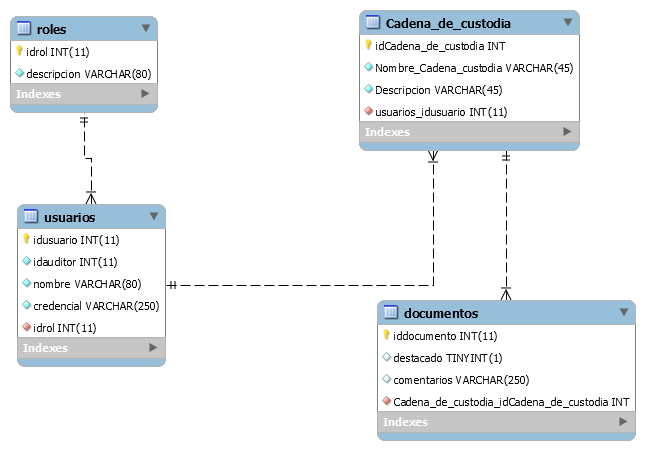 roles
idrol INT(11)
descripcion VARCHAR(80)
Indexes
Cadena_de_custodia
idCadena_de_custodia INT
Nombre_Cadena_custodia VARCHAR(45)
Descripcion VARCHAR(45)
usuarios_idusuario INT(11)
Indexes
usuarios
idusuario INT(11)
idauditor INT(11)
nombre VARCHAR(80)
credencial VARCHAR(250)
idrol INT(11)
Indexes
documentos
iddocumento INT(11)
destacado TINYINT(1)
comentarios VARCHAR(250)
Cadena_de_custodia_idCadena_de_custodia INT
Indexes